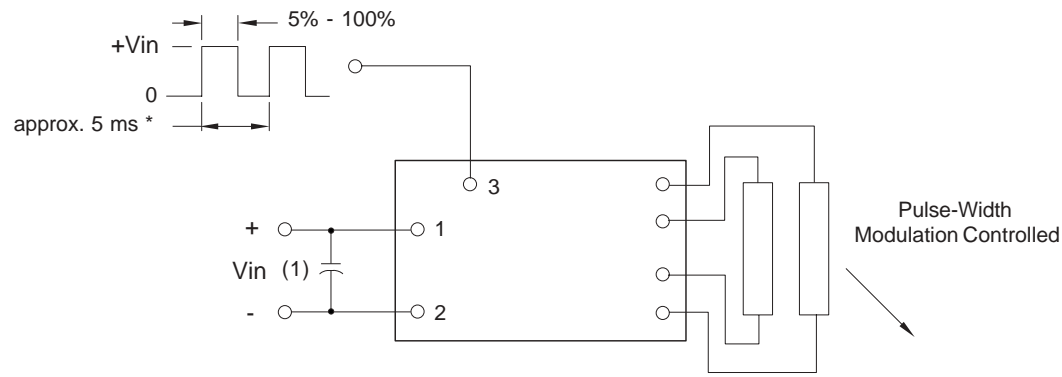 5% - 100%
+Vin
0
approx. 5 ms *
3
+
1
Vin (1)
-
2
Pulse-Width
Modulation Controlled